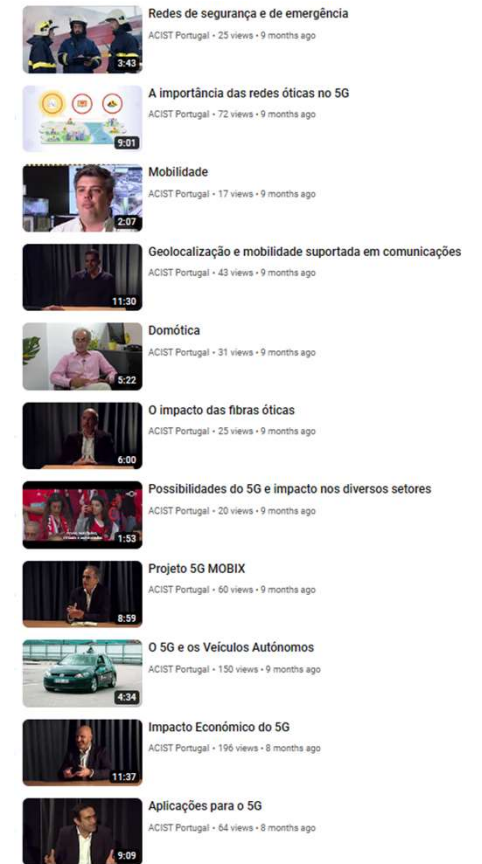 Redes de segurança e de emergência
ACIST Portugal • 25 views • 9 months ago
3:43
A importância das redes óticas no 5G
ACIST Portugal • 72 views • 9 months ago
9:01
Mobilidade
ACIST Portugal • 17 views • 9 months ago
2:07
Geolocalização e mobilidade suportada em comunicações
ACIST Portugal • 43 views • 9 months ago
11:30
Domótica
ACIST Portugal • 31 views • 9 months ago
5:22
O impacto das fibras óticas
ACIST Portugal • 25 views • 9 months ago
6:00
Possibilidades do 5G e impacto nos diversos setores
ACIST Portugal • 20 views • 9 months ago
1:53
Projeto 5G MOBIX
ACIST Portugal • 60 views • 9 months ago
8:59
O 5G e os Veículos Autónomos
ACIST Portugal • 150 views • 9 months ago
4:34
Impacto Económico do 5G
ACIST Portugal • 196 views • 8 months ago
11:37
Aplicações para o 5G
ACIST Portugal • 64 views • 8 months ago
9:09